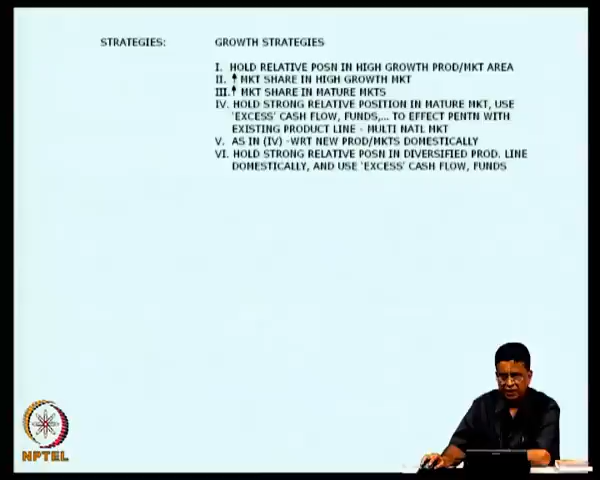 STRATEGIES: GROWTH STRATEGIES
I. HOLD RELATIVE POSN IN HIGH GROWTH PROD/MKT AREA
II. ↑ MKT SHARE IN HIGH GROWTH MKT
III.↑ MKT SHARE IN MATURE MKTS
IV. HOLD STRONG RELATIVE POSITION IN MATURE MKT, USE
'EXCESS' CASH FLOW, FUNDS,... TO EFFECT PENTN WITH
EXISTING PRODUCT LINE - MULTI NATL MKT
V. AS IN (IV) -WRT NEW PROD/MKTS DOMESTICALLY
VI. HOLD STRONG RELATIVE POSN IN DIVERSIFIED PROD. LINE
DOMESTICALLY, AND USE 'EXCESS' CASH FLOW, FUNDS
NPTEL